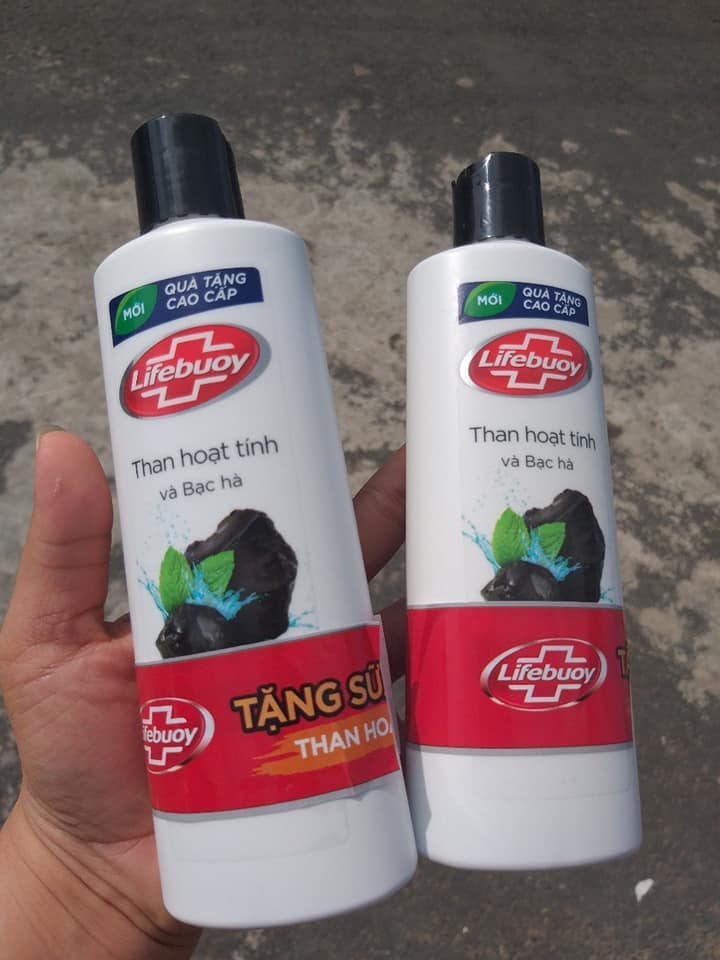 MỚI
QUÀ TẶNG
CAO CẤP
Lifebuoy
Than hoạt tính
và Bạc hà
Lifebuoy
TẶNG SỮ
THAN HOẠ
MỚI
QUÀ TẶNG
CAO CẤP
Lifebuoy
Than hoạt tính
và Bạc hà
Lifebuoy